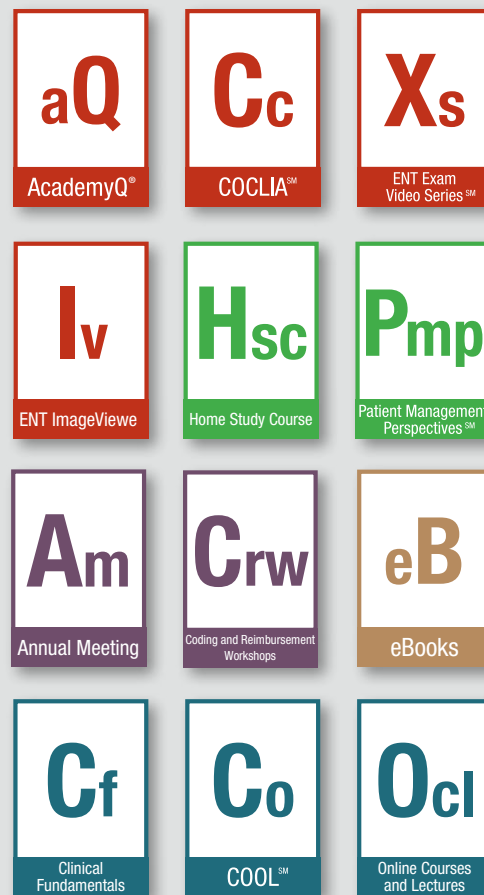 aQ
AcademyQ®
Cc
COCLIA℠
Xs
ENT Exam
Video Series℠
Iv
ENT ImageViewe
Hsc
Home Study Course
Pmp
Patient Management
Perspectives℠
Am
Annual Meeting
Crw
Coding and Reimbursement
Workshops
eB
eBooks
Cf
Clinical
Fundamentals
Co
COOL℠
Ocl
Online Courses
and Lectures